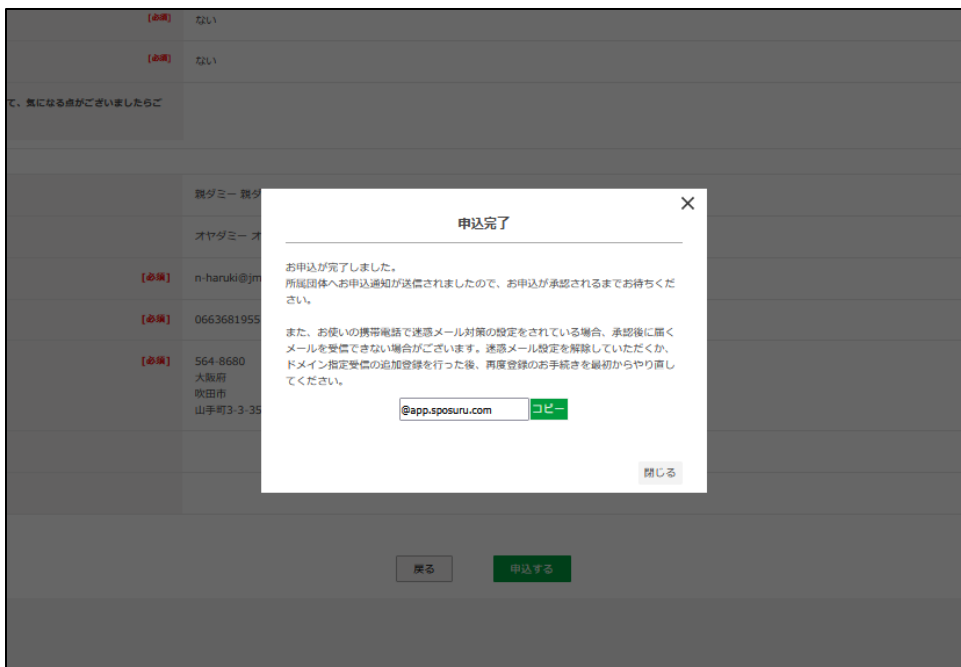 [必須] ない
[必須] ない
て、気になる点がございましたらご
親ダミー 親ダ
オヤダミー オ
[必須] n-haruki@jm
[必須] 0663681955
[必須] 564-8680
大阪府
吹田市
山手町3-3-35
×
申込完了
お申込が完了しました。
所属団体へお申込通知が送信されましたので、お申込が承認されるまでお待ちくだ
さい。
また、お使いの携帯電話で迷惑メール対策の設定をされている場合、承認後に届く
メールを受信できない場合がございます。迷惑メール設定を解除していただくか、
ドメイン指定受信の追加登録を行った後、再度登録のお手続きを最初からやり直し
てください。
@app.sposuru.com コピー
閉じる
戻る 申込する